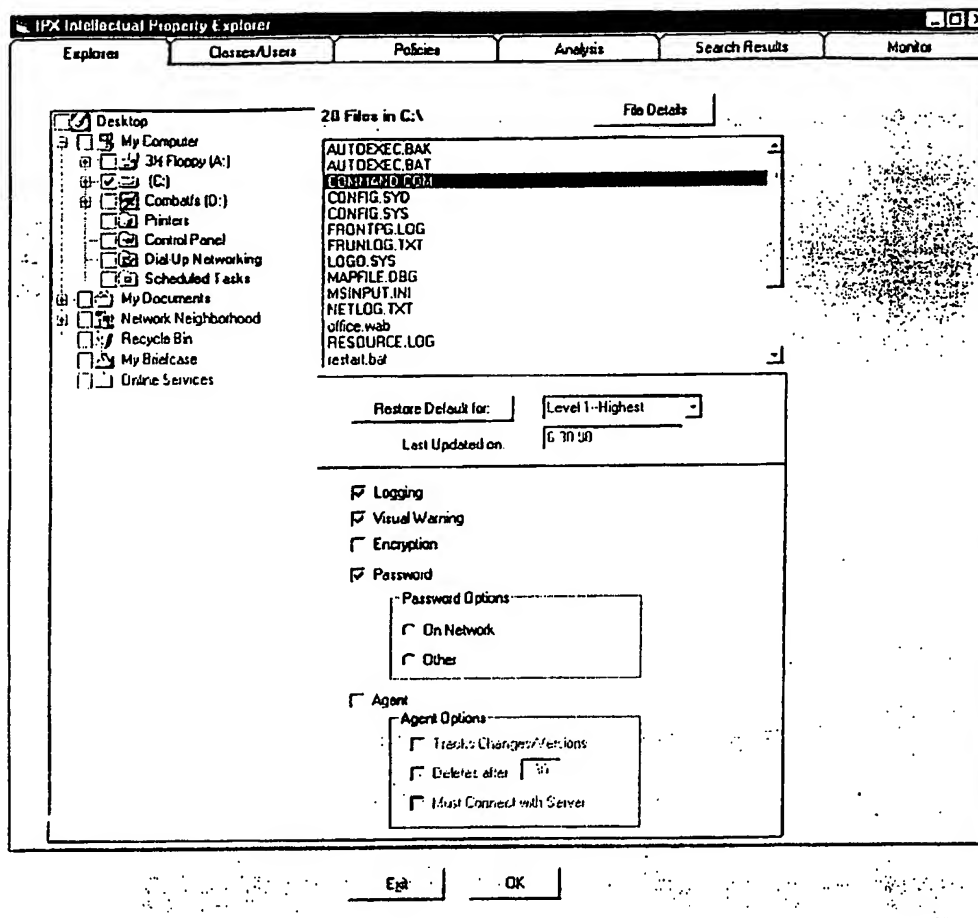 IPX Intellectual Property Explorer
Explorer Classes/Users Policies Analysis Search Results Monitor
20 Files in C:\ File Details
Desktop
My Computer
3½ Floppy (A:)
(C:)
Combatfs (D:)
Printers
Control Panel
Dial-Up Networking
Scheduled Tasks
My Documents
Network Neighborhood
Recycle Bin
My Briefcase
Online Services
AUTOEXEC.BAK
AUTOEXEC.BAT
COMMAND.COM
CONFIG.SYD
CONFIG.SYS
FRONTPG.LOG
FRUNLOG.TXT
LOGO.SYS
MAPFILE.DBG
MSINPUT.INI
NETLOG.TXT
office.wab
RESOURCE.LOG
restart.bat
Restore Default for: Level 1--Highest
Last Updated on:
Logging
Visual Warning
Encryption
Password
Password Options
On Network
Other
Agent
Agent Options
Tracks Changes/Versions
Deletes after 30
Must Connect with Server
Exit OK